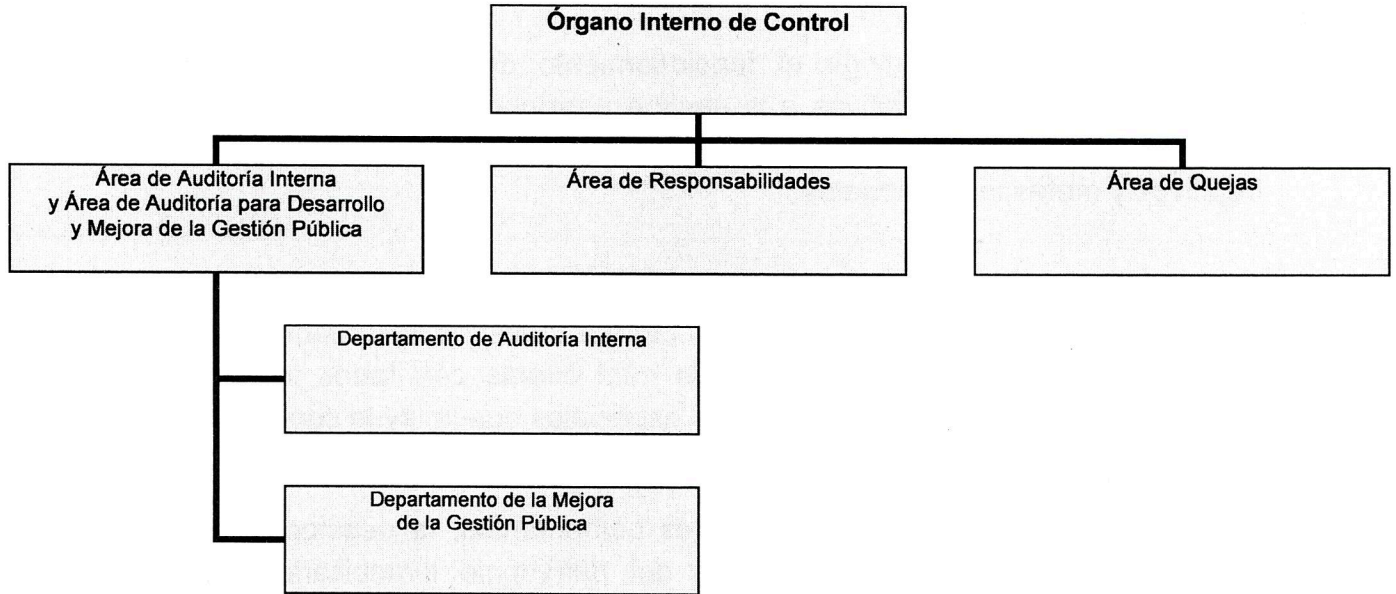 Órgano Interno de Control
Área de Auditoría Interna
y Área de Auditoría para Desarrollo
y Mejora de la Gestión Pública
Área de Responsabilidades
Área de Quejas
Departamento de Auditoría Interna
Departamento de la Mejora
de la Gestión Pública